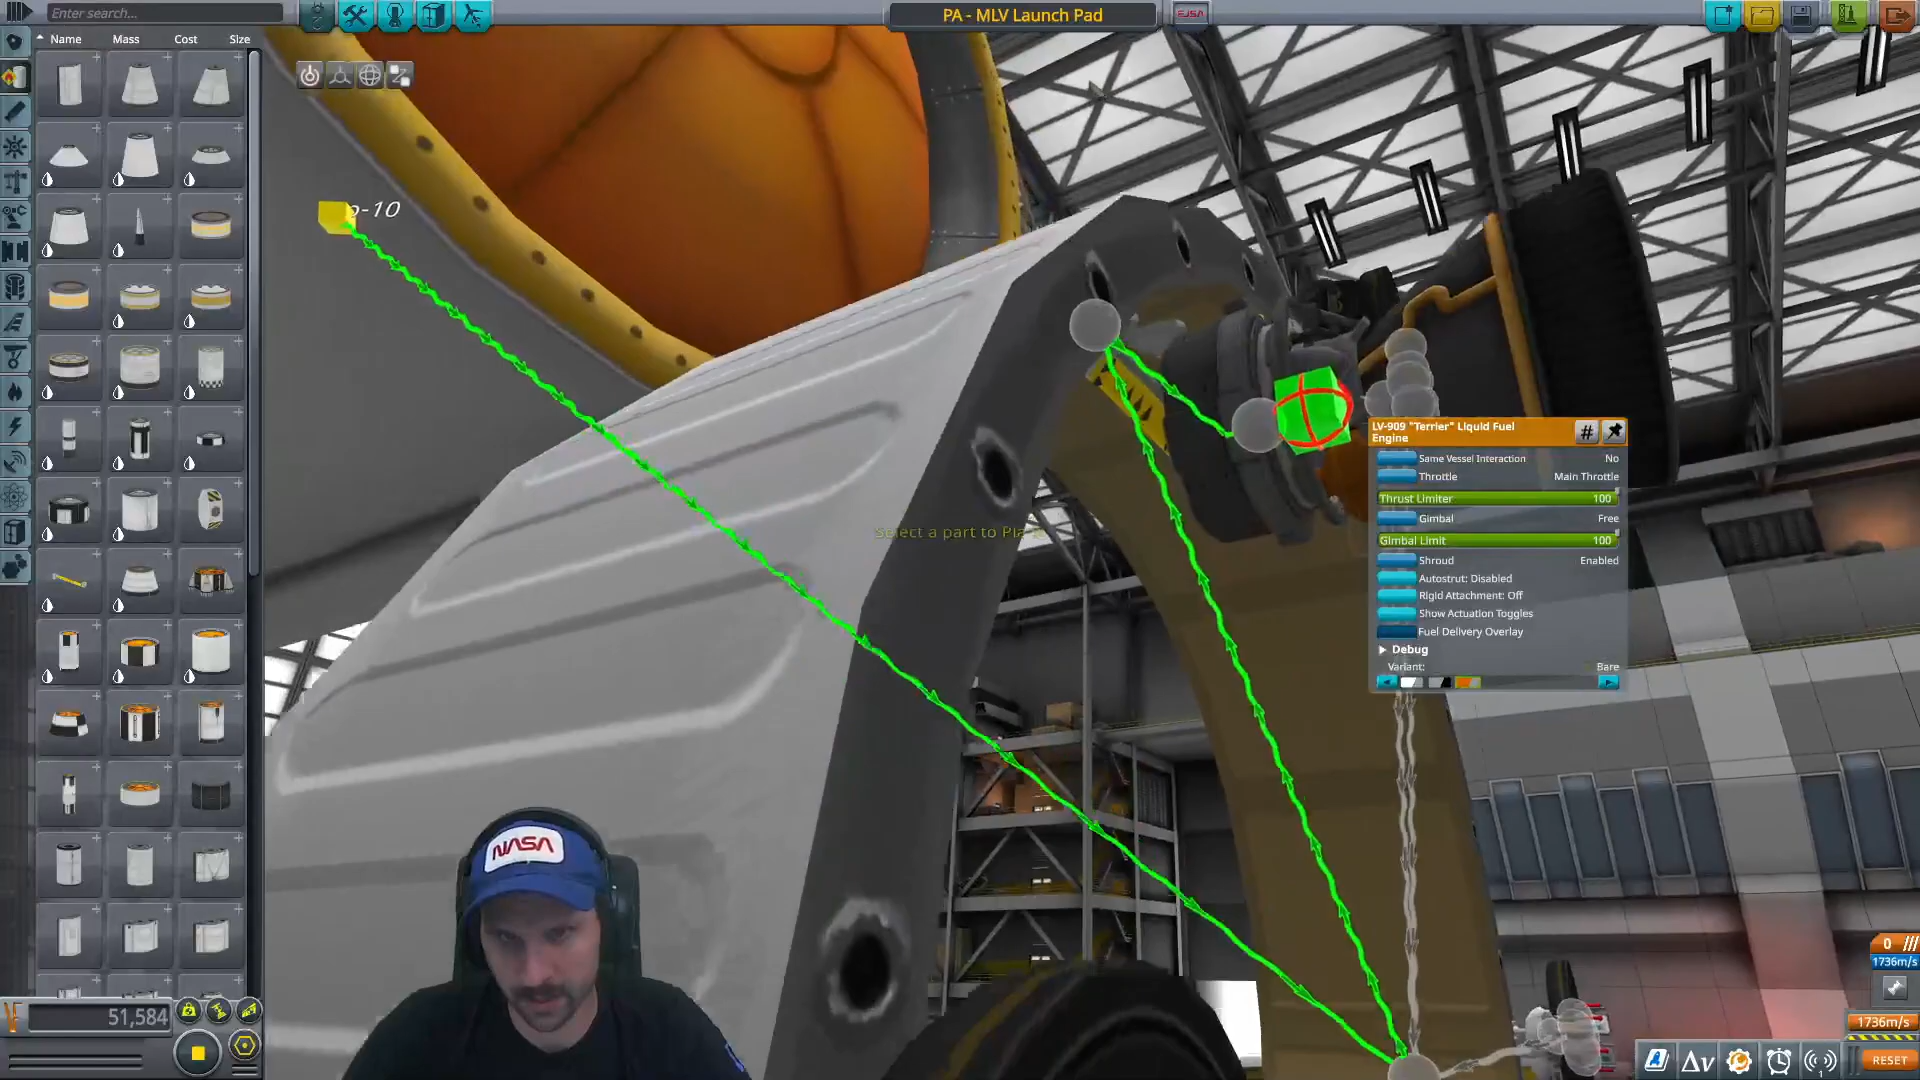 Enter search...
PA - MLV Launch Pad
Name Mass Cost Size
-10
LV-909 "Terrier" Liquid Fuel
Engine
#
Same Vessel Interaction No
Throttle Main Throttle
Thrust Limiter 100
Gimbal Free
Select a part to
Gimbal Limit 100
Shroud Enabled
Autostrut: Disabled
Rigid Attachment: Off
Show Actuation Toggles
Fuel Delivery Overlay
Debug
Variant: Bare
NASA
0
1736m/s
51,584
1736m/s
Δv
RESET